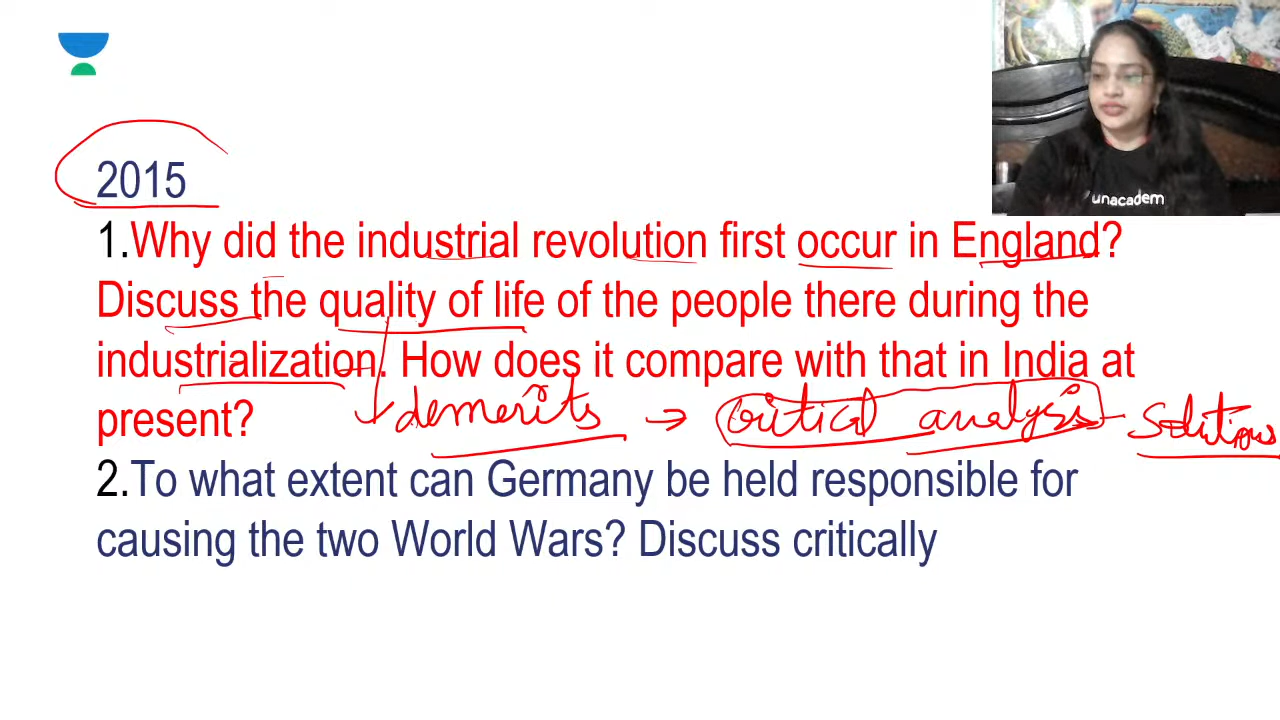 unacadem
2015
1.Why did the industrial revolution first occur in England?
Discuss the quality of life of the people there during the
industrialization. How does it compare with that in India at
present?
demerits → critical analysis - Solutions
2.To what extent can Germany be held responsible for
causing the two World Wars? Discuss critically